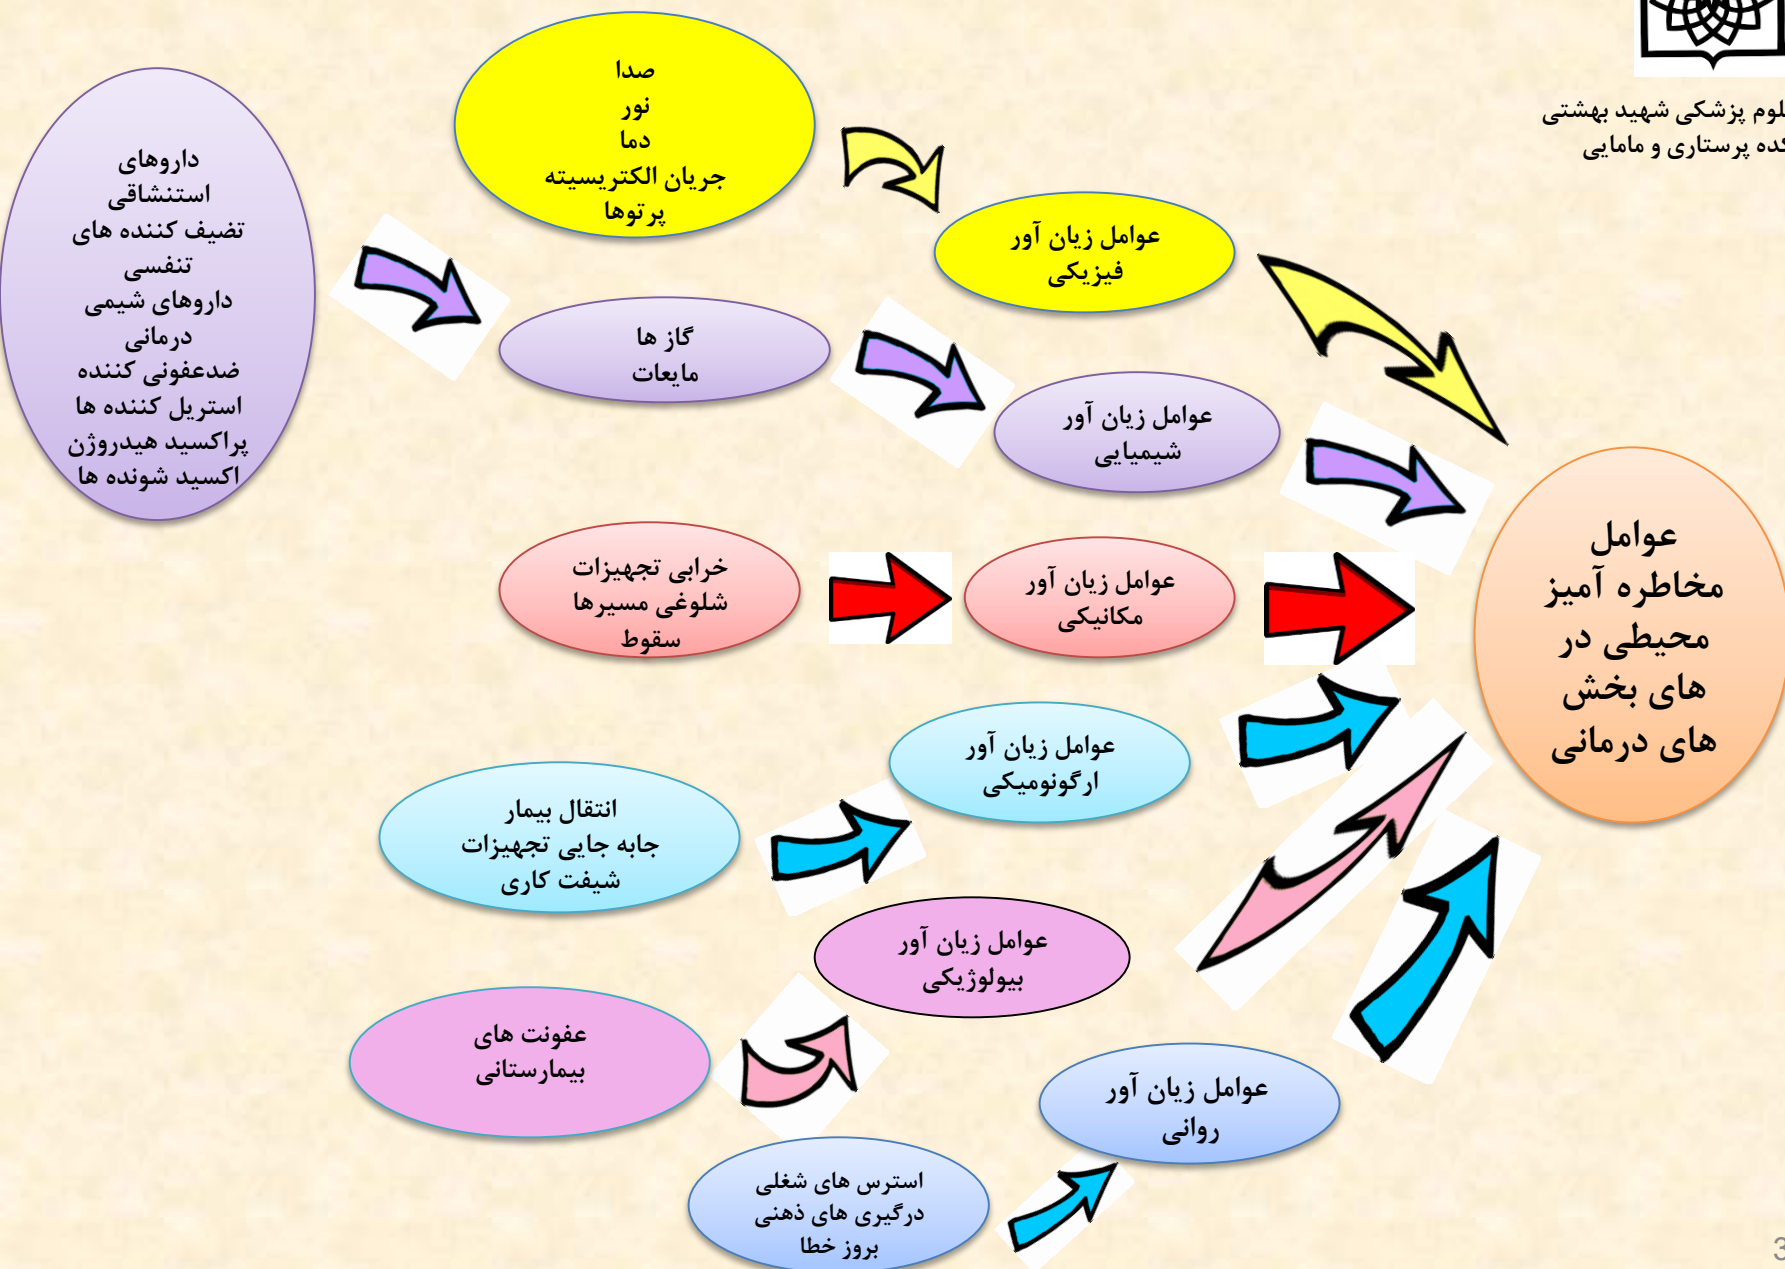 لوم پزشکی شهید بهشتی
کده پرستاری و مامایی
صدا
نور
دما
جریان الکتریسیته
پرتوها
عوامل زیان آور
فیزیکی
داروهای
استنشاقی
تضیف کننده های
تنفسی
داروهای شیمی
درمانی
ضدعفونی کننده
استریل کننده ها
پراکسید هیدروژن
اکسید شونده ها
گاز ها
مایعات
عوامل زیان آور
شیمیایی
خرابی تجهیزات
شلوغی مسیرها
سقوط
عوامل زیان آور
مکانیکی
عوامل
مخاطره آمیز
محیطی در
های بخش
های درمانی
انتقال بیمار
جابه جایی تجهیزات
شیفت کاری
عوامل زیان آور
ارگونومیکی
عفونت های
بیمارستانی
عوامل زیان آور
بیولوژیکی
استرس های شغلی
درگیری های ذهنی
بروز خطا
عوامل زیان آور
روانی
3